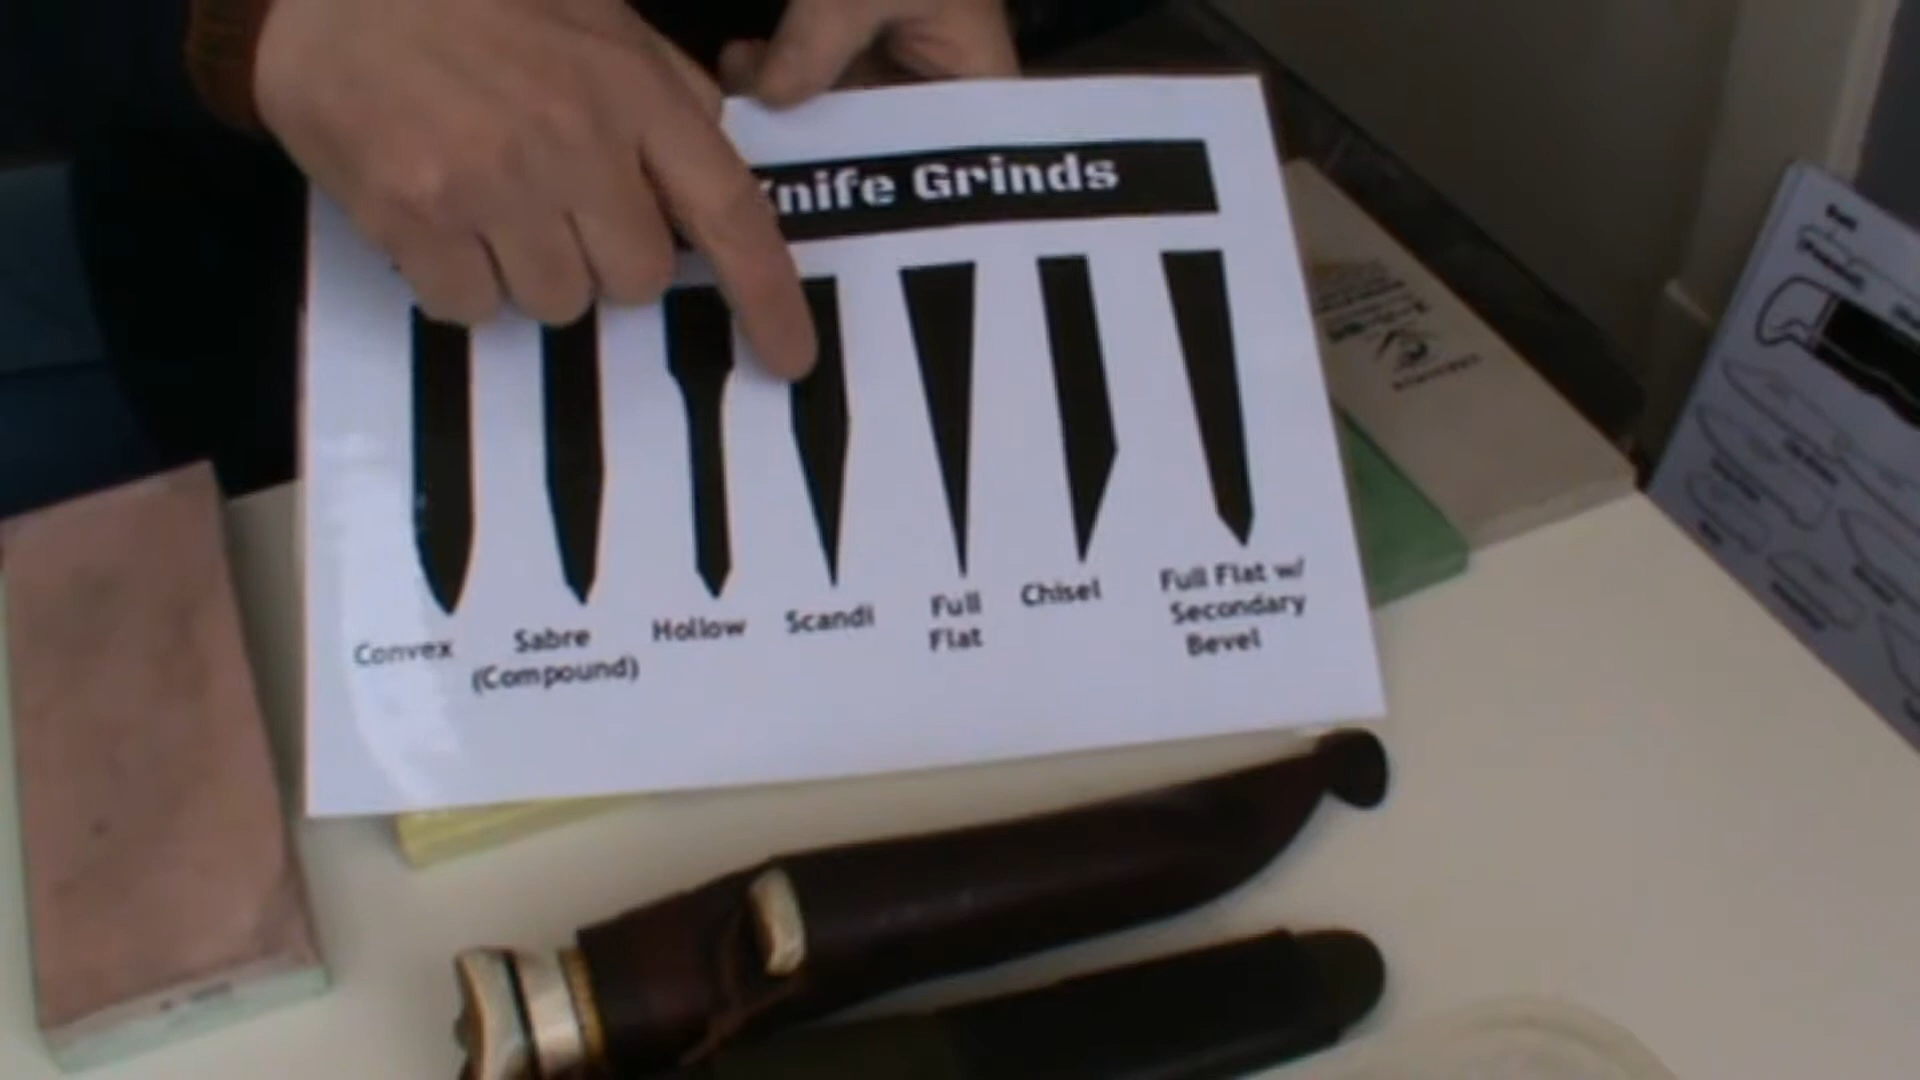 Knife Grinds
Convex
Sabre
(Compound)
Hollow
Scandi
Full
Flat
Chisel
Full Flat w/
Secondary
Bevel